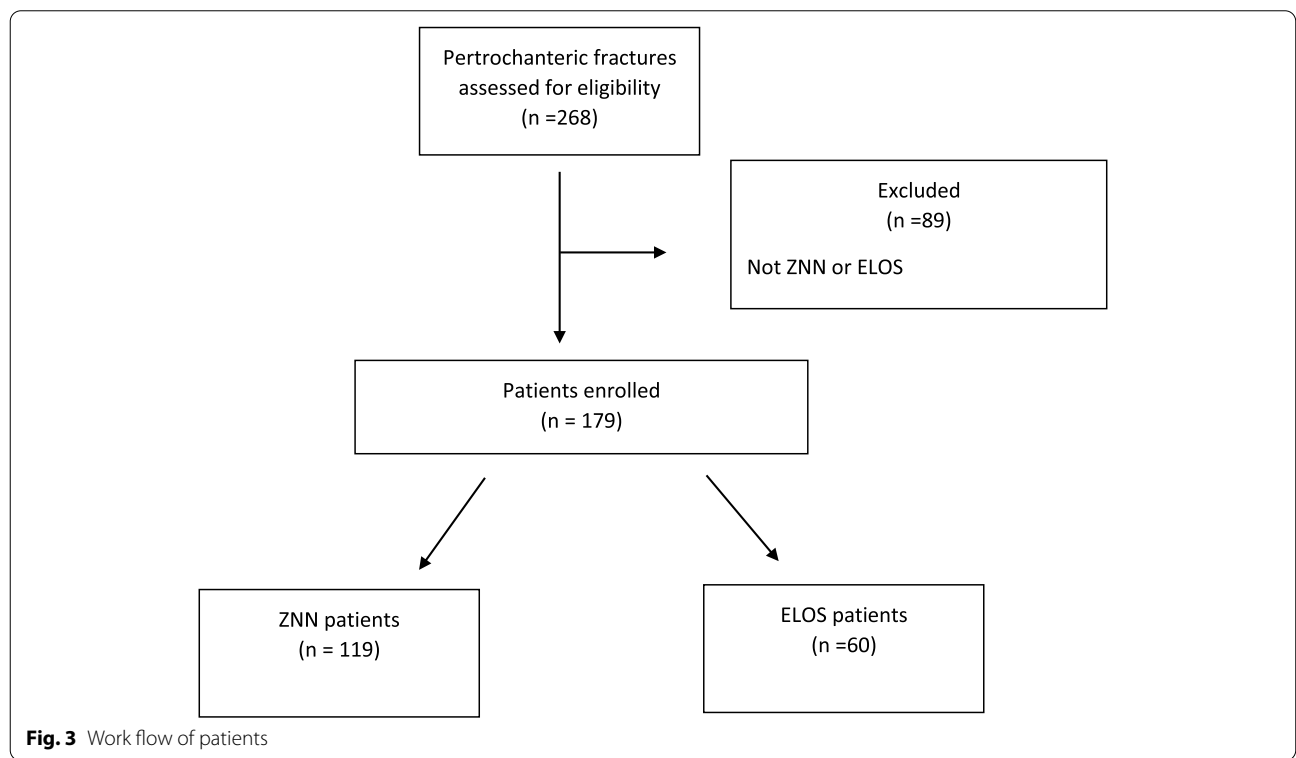 Pertrochanteric fractures
assessed for eligibility
(n =268)
Excluded
(n =89)
Not ZNN or ELOS
Patients enrolled
(n = 179)
ZNN patients
(n = 119)
ELOS patients
(n =60)
Fig. 3 Work flow of patients